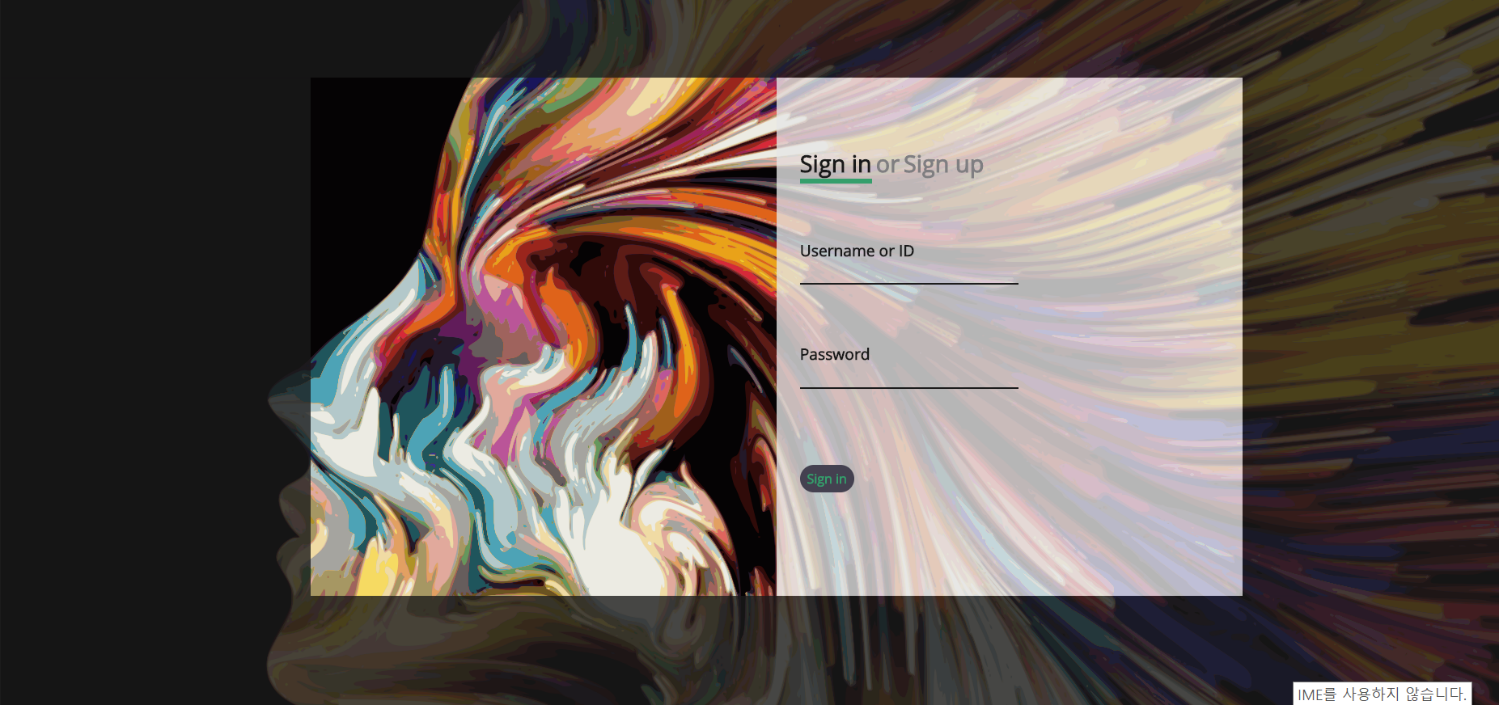 Sign in or Sign up
Username or ID
Password
Sign in
IME를 사용하지 않습니다.